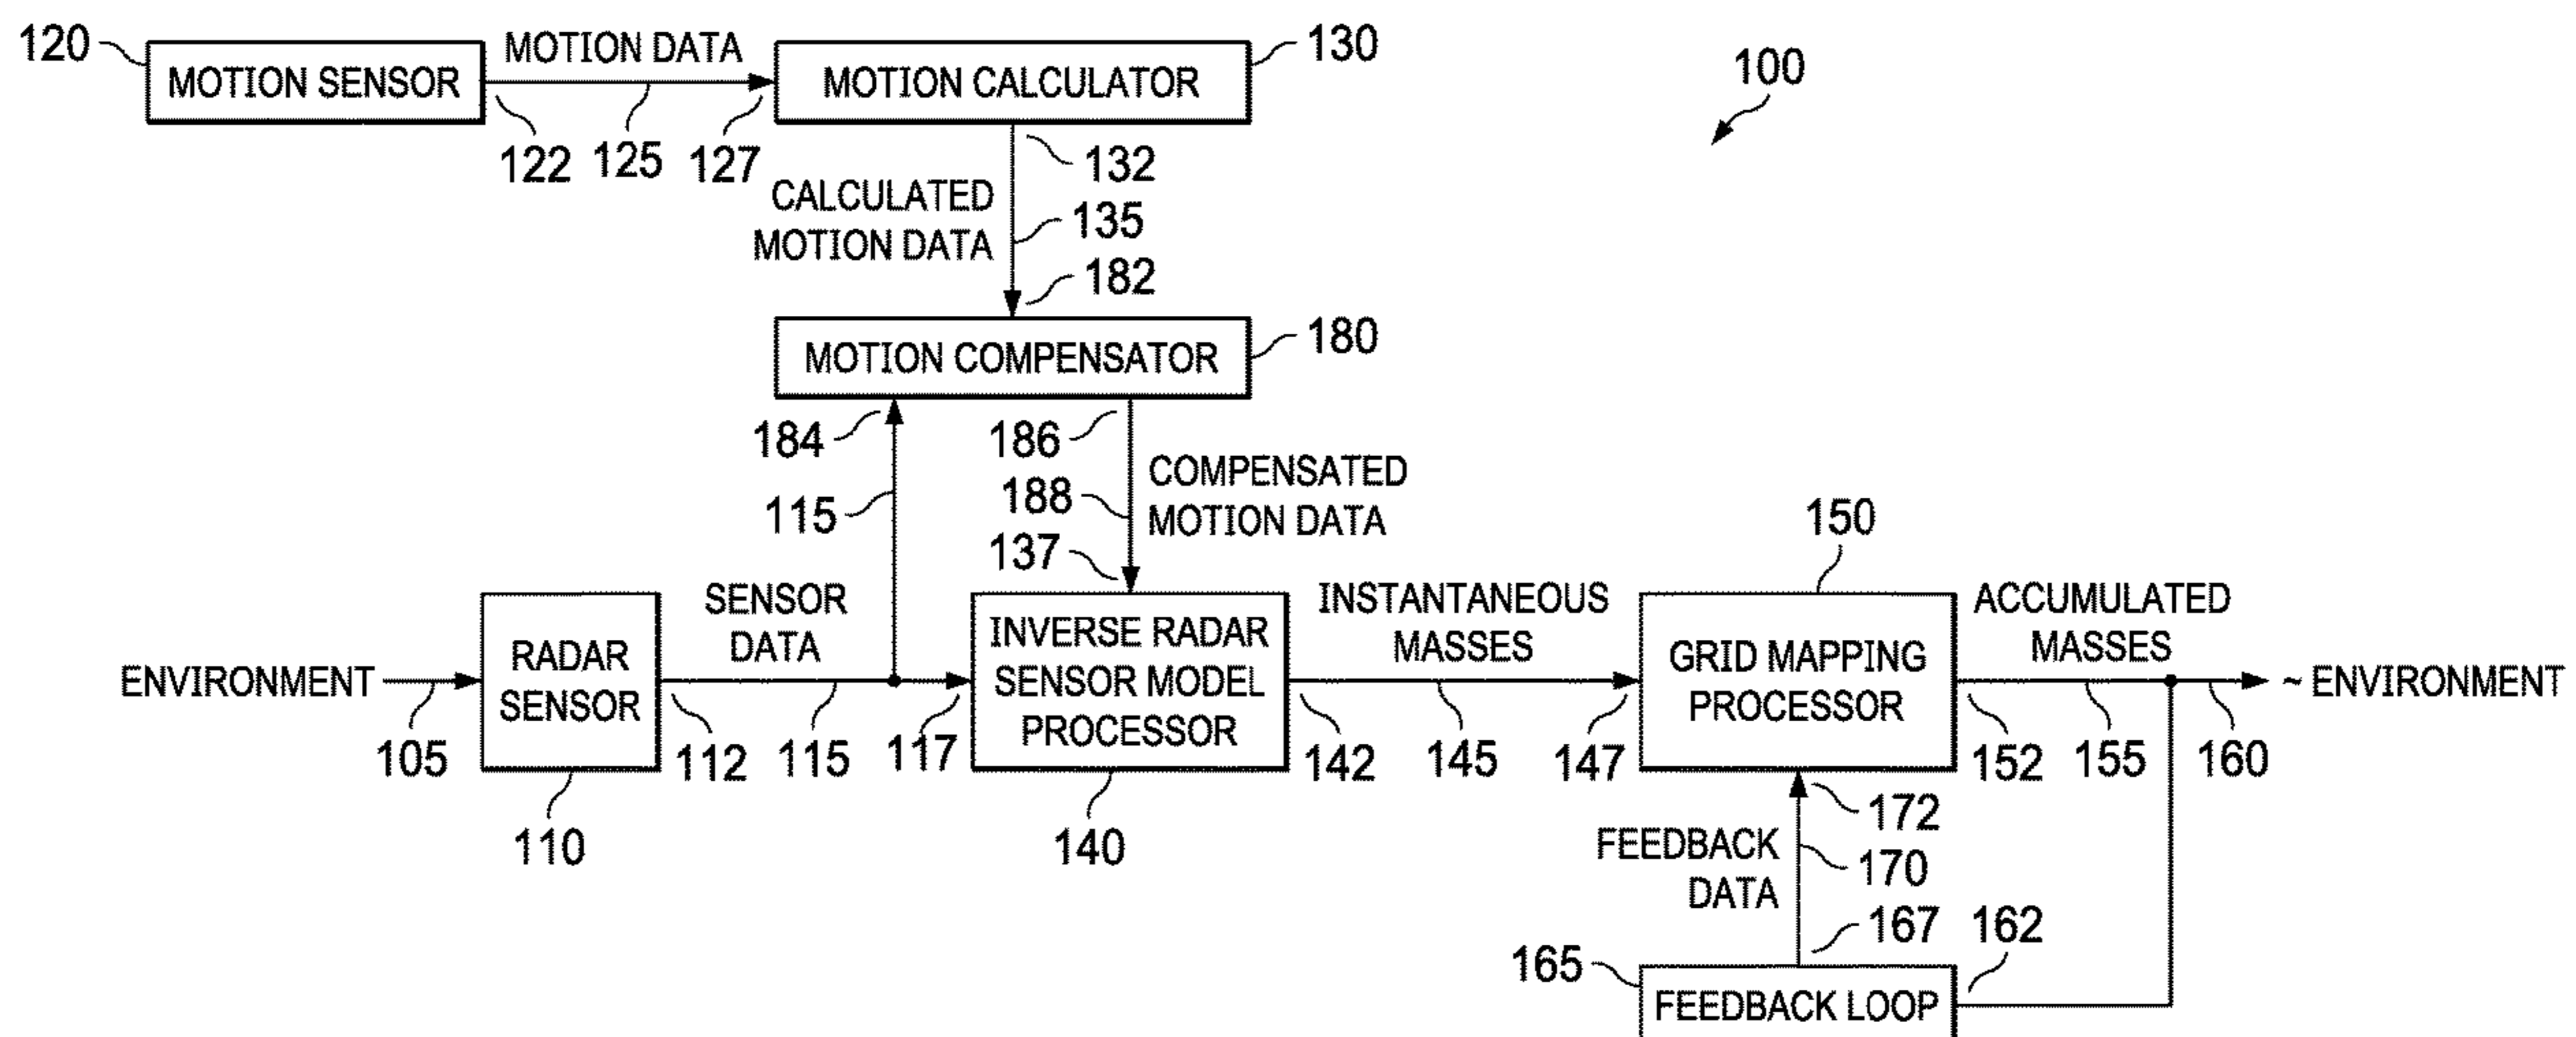 120
MOTION SENSOR
MOTION DATA
122
125
127
MOTION CALCULATOR
130
100
132
CALCULATED
MOTION DATA
135
182
MOTION COMPENSATOR
180
184
186
115
188
COMPENSATED
MOTION DATA
137
ENVIRONMENT
105
RADAR
SENSOR
110
SENSOR
DATA
112
115
117
INVERSE RADAR
SENSOR MODEL
PROCESSOR
140
INSTANTANEOUS
MASSES
142
145
147
150
GRID MAPPING
PROCESSOR
ACCUMULATED
MASSES
152
155
160
~ ENVIRONMENT
172
FEEDBACK
DATA
170
167
162
165
FEEDBACK LOOP